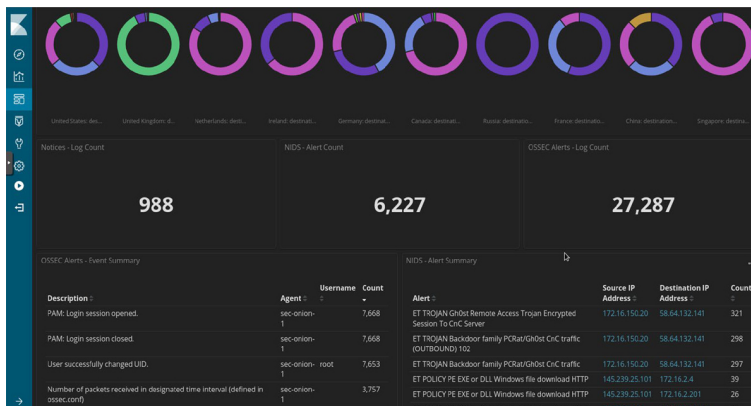 United States: des...
United Kingdom: d...
Netherlands: desti...
Ireland: destinati...
Germany: destinat...
Canada: destinatio...
Russia: destinatio...
France: destinatio...
China: destination...
Singapore: destina...
Notices - Log Count
NIDS - Alert Count
OSSEC Alerts - Log Count
988
6,227
27,287
OSSEC Alerts - Event Summary
Description Agent Username Count
PAM: Login session opened. sec-onion-1 7,668
PAM: Login session closed. sec-onion-1 7,668
User successfully changed UID. sec-onion-1 root 7,653
Number of packets received in designated time interval (defined in
ossec.conf) sec-onion-1 3,757
NIDS - Alert Summary
Alert Source IP Address Destination IP Address Count
ET TROJAN Gh0st Remote Access Trojan Encrypted
Session To CnC Server 172.16.150.20 58.64.132.141 321
ET TROJAN Backdoor family PCRat/Gh0st CnC traffic
(OUTBOUND) 102 172.16.150.20 58.64.132.141 298
ET TROJAN Backdoor family PCRat/Gh0st CnC traffic 172.16.150.20 58.64.132.141 297
ET POLICY PE EXE or DLL Windows file download HTTP 145.239.25.101 172.16.2.4 39
ET POLICY PE EXE or DLL Windows file download HTTP 145.239.25.101 172.16.2.201 26